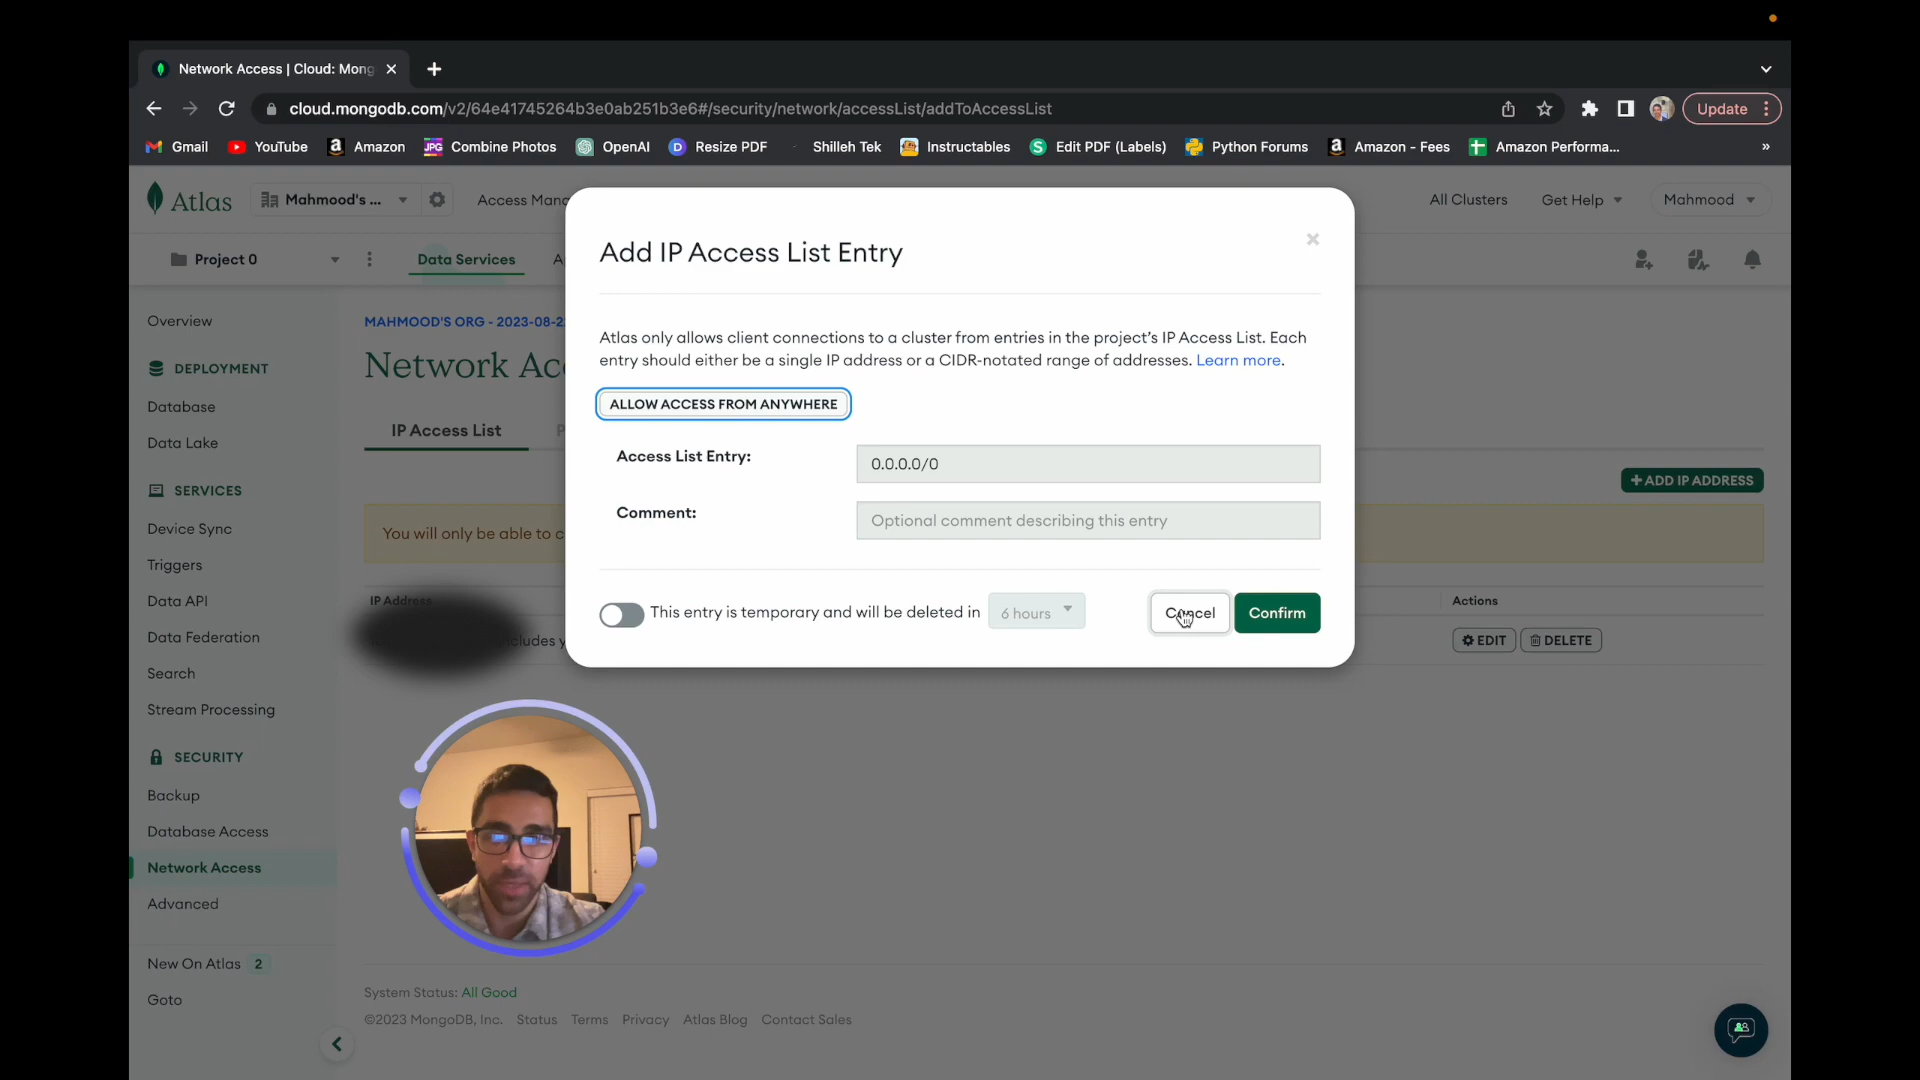 Network Access | Cloud: Mong
cloud.mongodb.com/v2/64e41745264b3e0ab251b3e6#/security/network/accessList/addToAccessList
Update
Gmail YouTube Amazon Combine Photos OpenAI Resize PDF Shilleh Tek Instructables Edit PDF (Labels) Python Forums Amazon - Fees Amazon Performa... »
Atlas Mahmood's ... Access Mana All Clusters Get Help Mahmood
Project 0 Data Services
Add IP Access List Entry
Atlas only allows client connections to a cluster from entries in the project's IP Access List. Each
entry should either be a single IP address or a CIDR-notated range of addresses. Learn more.
ALLOW ACCESS FROM ANYWHERE
Access List Entry: 0.0.0.0/0
Comment: Optional comment describing this entry
This entry is temporary and will be deleted in 6 hours Cancel Confirm
Overview
DEPLOYMENT
Database
Data Lake
SERVICES
Device Sync
Triggers
Data API
Data Federation
Search
Stream Processing
SECURITY
Backup
Database Access
Network Access
Advanced
New On Atlas 2
Goto
MAHMOOD'S ORG - 2023-08-2
Network Ac
IP Access List
+ ADD IP ADDRESS
You will only be able to c
IP Address Actions
EDIT DELETE
System Status: All Good
©2023 MongoDB, Inc. Status Terms Privacy Atlas Blog Contact Sales